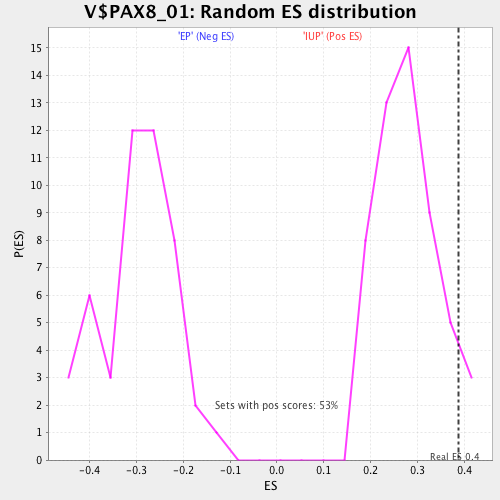 V$PAX8_01: Random ES distribution
'EP' (Neg ES) 'IUP' (Pos ES)
15
14
13
12
11
10
9
8
7
6
5
4
3
2
1
0
P(ES)
Sets with pos scores: 53%
Real ES 0.4
-0.4 -0.3 -0.2 -0.1 0.0 0.1 0.2 0.3 0.4
ES